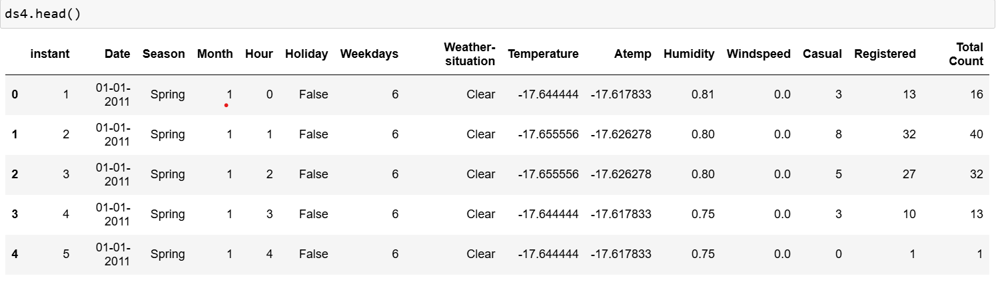 ds4.head()
instant Date Season Month Hour Holiday Weekdays Weather-situation Temperature Atemp Humidity Windspeed Casual Registered Total Count
0 1 01-01-2011 Spring 1 0 False 6 Clear -17.644444 -17.617833 0.81 0.0 3 13 16
1 2 01-01-2011 Spring 1 1 False 6 Clear -17.655556 -17.626278 0.80 0.0 8 32 40
2 3 01-01-2011 Spring 1 2 False 6 Clear -17.655556 -17.626278 0.80 0.0 5 27 32
3 4 01-01-2011 Spring 1 3 False 6 Clear -17.644444 -17.617833 0.75 0.0 3 10 13
4 5 01-01-2011 Spring 1 4 False 6 Clear -17.644444 -17.617833 0.75 0.0 0 1 1